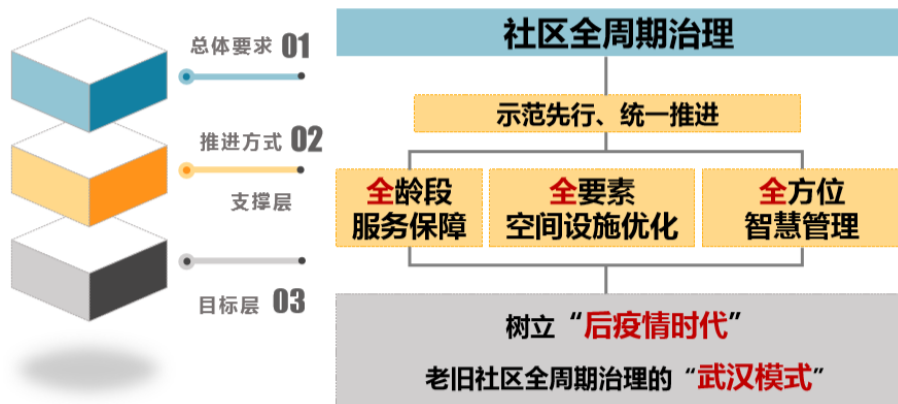 总体要求 01
推进方式 02
支撑层
目标层 03
社区全周期治理
示范先行、统一推进
全龄段
服务保障
全要素
空间设施优化
全方位
智慧管理
树立“后疫情时代”
老旧社区全周期治理的“武汉模式”